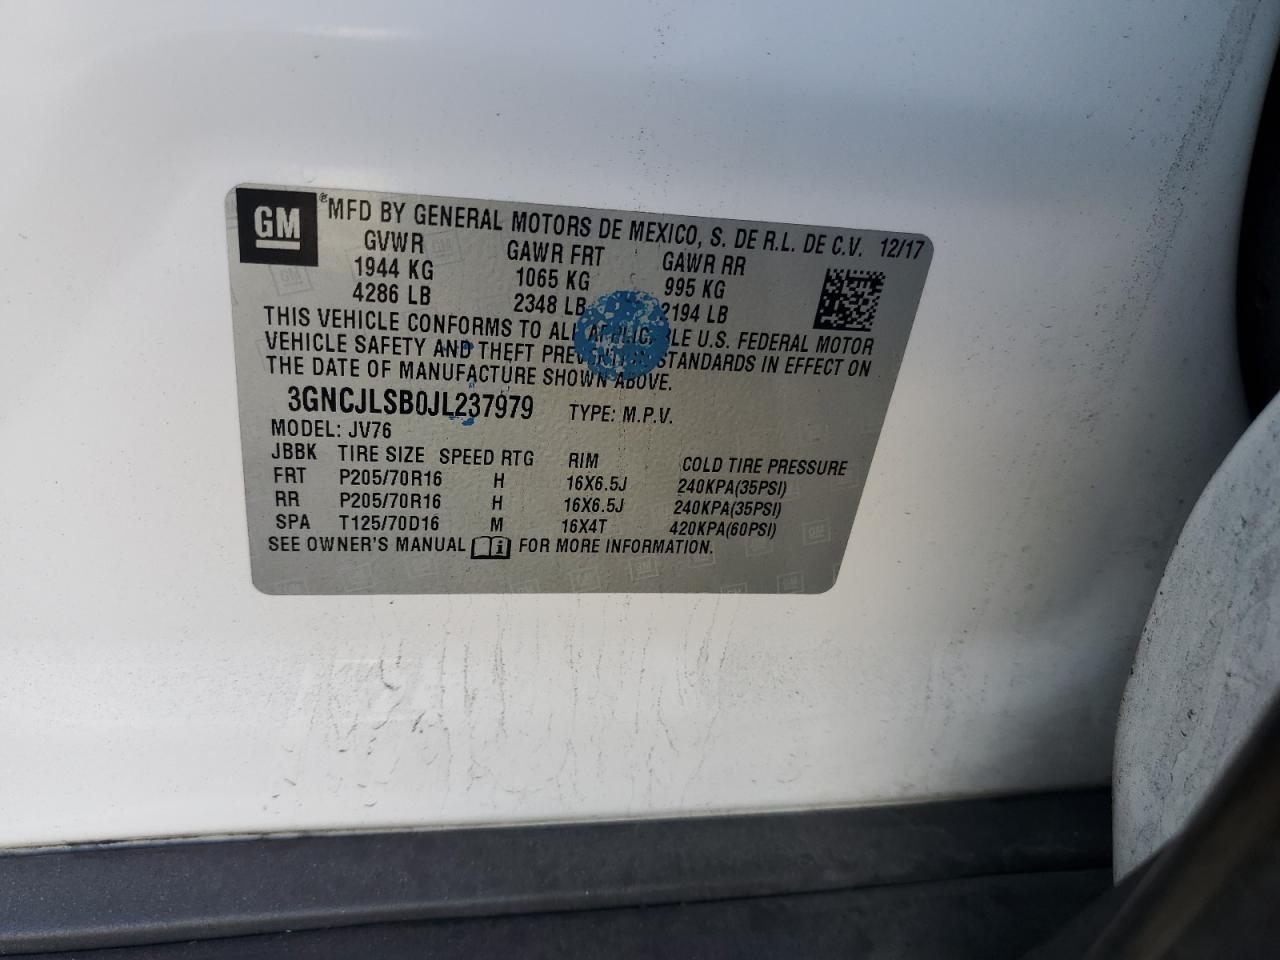 GM ® MFD BY GENERAL MOTORS DE MEXICO, S. DE R.L. DE C.V. 12/17
GVWR GAWR FRT GAWR RR
1944 KG 1065 KG 995 KG
4286 LB 2348 LB 2194 LB
THIS VEHICLE CONFORMS TO ALL APPLICABLE U.S. FEDERAL MOTOR
VEHICLE SAFETY AND THEFT PREVENTION STANDARDS IN EFFECT ON
THE DATE OF MANUFACTURE SHOWN ABOVE.
3GNCJLSB0JL237979 TYPE: M.P.V.
MODEL: JV76
JBBK TIRE SIZE SPEED RTG RIM COLD TIRE PRESSURE
FRT P205/70R16 H 16X6.5J 240KPA(35PSI)
RR P205/70R16 H 16X6.5J 240KPA(35PSI)
SPA T125/70D16 M 16X4T 420KPA(60PSI)
SEE OWNER'S MANUAL i FOR MORE INFORMATION.